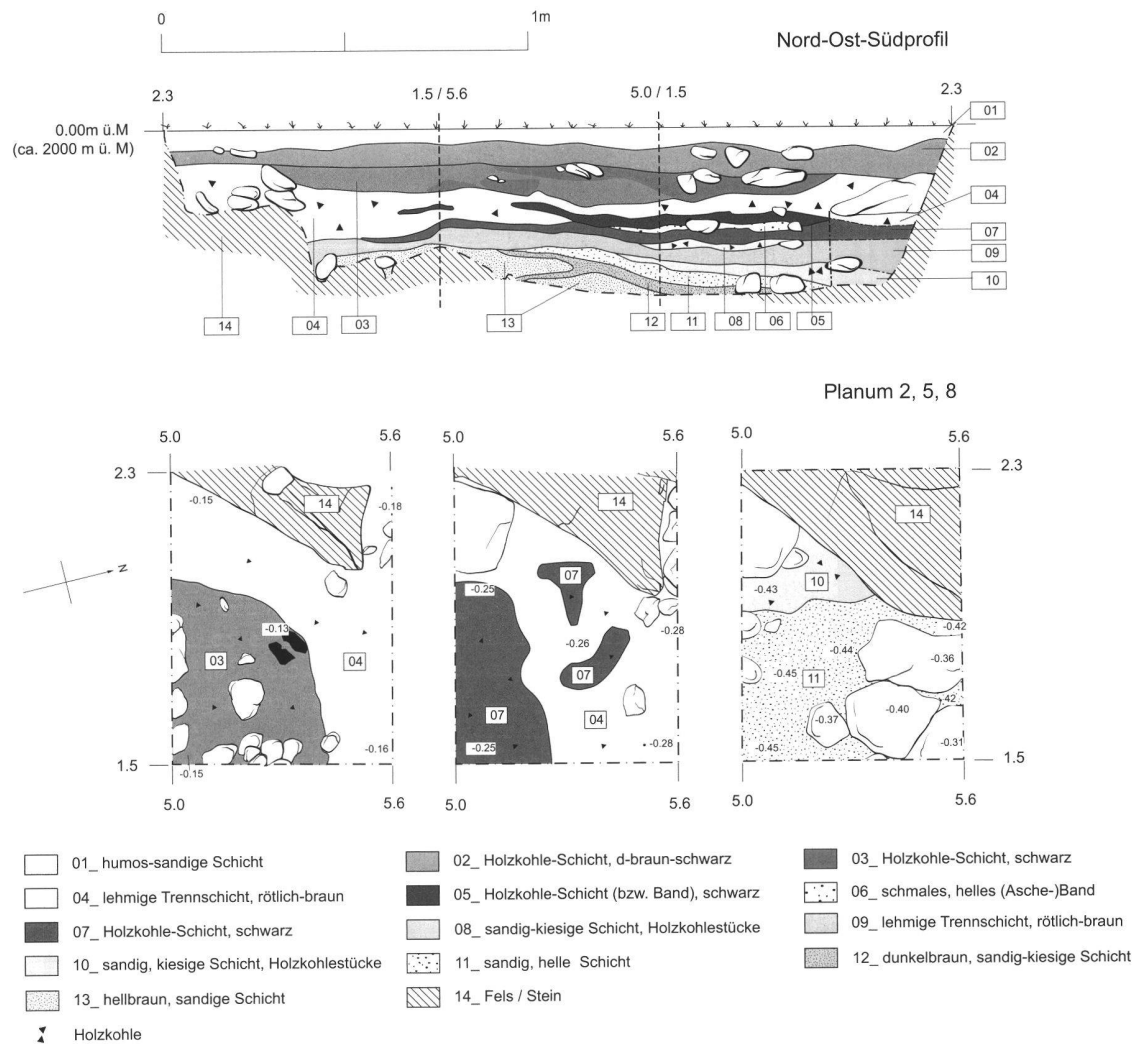 0 1m
Nord-Ost-Südprofil
2.3 1.5 / 5.6 5.0 / 1.5 2.3
0.00m ü.M
(ca. 2000 m ü. M)
01
02
04
07
09
10
14 04 03 13 12 11 08 06 05
Planum 2, 5, 8
5.0 5.6 5.0 5.6 5.0 5.6
2.3 2.3
-0.15 14 -0.18
-0.13
03 04
-0.16
-0.15
N
14
07
-0.25
-0.28
-0.26
07
07 04
-0.25 -0.28
14
10
-0.43
-0.42
-0.44
-0.36
-0.45 11
42
-0.40
-0.37
-0.31
-0.45
1.5 1.5
5.0 5.6 5.0 5.6 5.0 5.6
01_ humos-sandige Schicht
02_ Holzkohle-Schicht, d-braun-schwarz
03_ Holzkohle-Schicht, schwarz
04_ lehmige Trennschicht, rötlich-braun
05_ Holzkohle-Schicht (bzw. Band), schwarz
06_ schmales, helles (Asche-)Band
07_ Holzkohle-Schicht, schwarz
08_ sandig-kiesige Schicht, Holzkohlestücke
09_ lehmige Trennschicht, rötlich-braun
10_ sandig, kiesige Schicht, Holzkohlestücke
11_ sandig, helle Schicht
12_ dunkelbraun, sandig-kiesige Schicht
13_ hellbraun, sandige Schicht
14_ Fels / Stein
Holzkohle